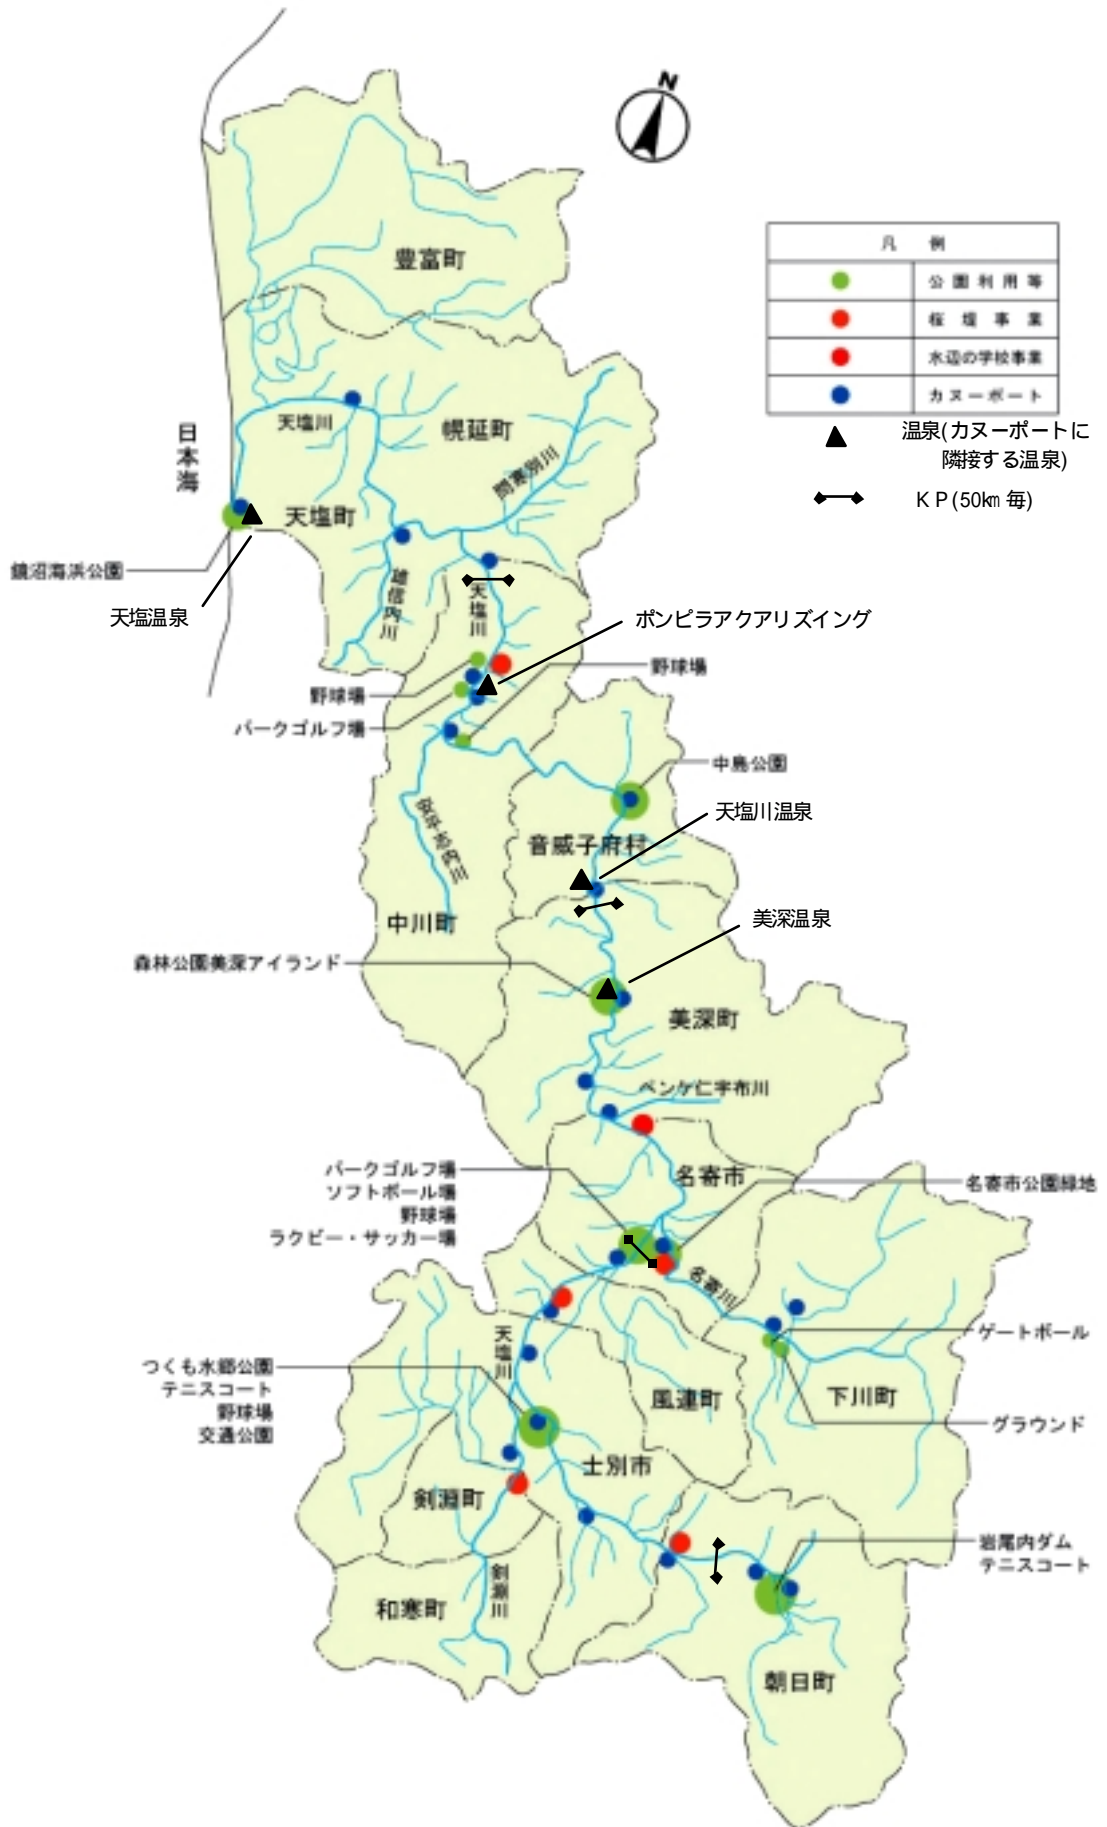 N
豊富町
凡 例
公園利用等
桜堤事業
水辺の学校事業
カヌーポート
温泉(カヌーポートに
隣接する温泉)
KP(50km毎)
日本海
天塩川
幌延町
問寒別川
天塩町
鏡沼海浜公園
天塩温泉
雄信内川
天塩川
ポンピラアクアリズイング
野球場
野球場
パークゴルフ場
中島公園
天塩川温泉
音威子府村
安平志内川
中川町
美深温泉
森林公園美深アイランド
美深町
ペンケ仁宇布川
パークゴルフ場
ソフトボール場
野球場
ラクビー・サッカー場
名寄市
名寄市公園緑地
名寄川
天塩川
ゲートボール
つくも水郷公園
テニスコート
野球場
交通公園
風連町
下川町
グラウンド
士別市
剣淵町
岩尾内ダム
テニスコート
和寒町
剣淵川
朝日町